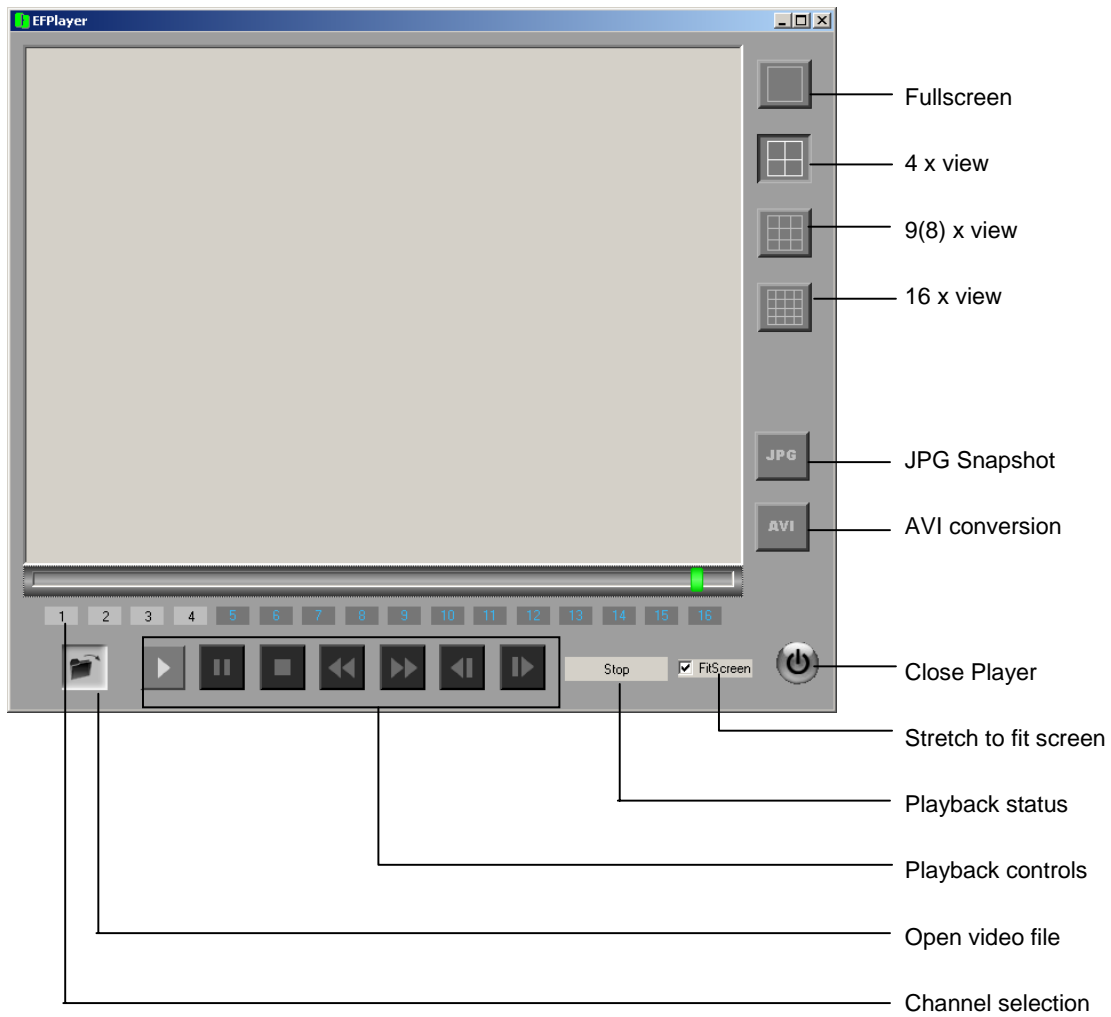 EFPlayer
Fullscreen
4 x view
9(8) x view
16 x view
JPG
JPG Snapshot
AVI
AVI conversion
1 2 3 4 5 6 7 8 9 10 11 12 13 14 15 16
Stop
FitScreen
Close Player
Stretch to fit screen
Playback status
Playback controls
Open video file
Channel selection